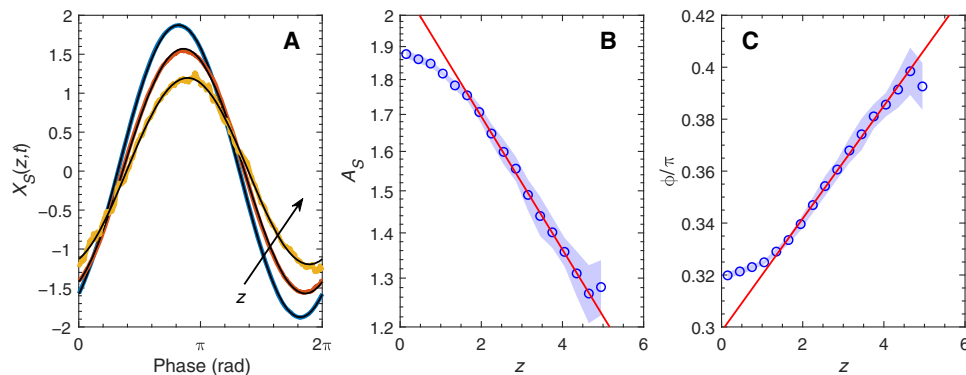 A
X_S(z,t)
2
1.5
1
0.5
0
-0.5
-1
-1.5
-2
z
0
π
2π
Phase (rad)
B
A_S
1.9
1.8
1.7
1.6
1.5
1.4
1.3
1.2
0
2
4
6
z
C
ϕ/π
0.42
0.4
0.38
0.36
0.34
0.32
0.3
0
2
4
6
z